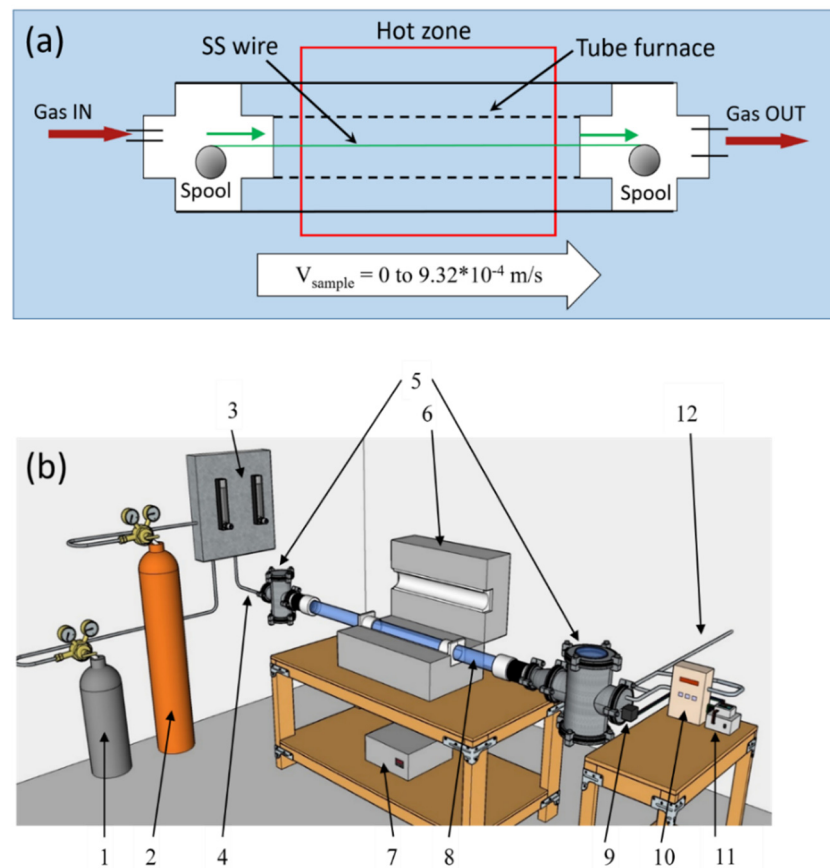 (a)
Hot zone
SS wire
Tube furnace
Gas IN
Gas OUT
Spool
Spool
V_sample = 0 to 9.32*10^-4 m/s
5
12
3
6
(b)
1 2 4 7 8 9 10 11